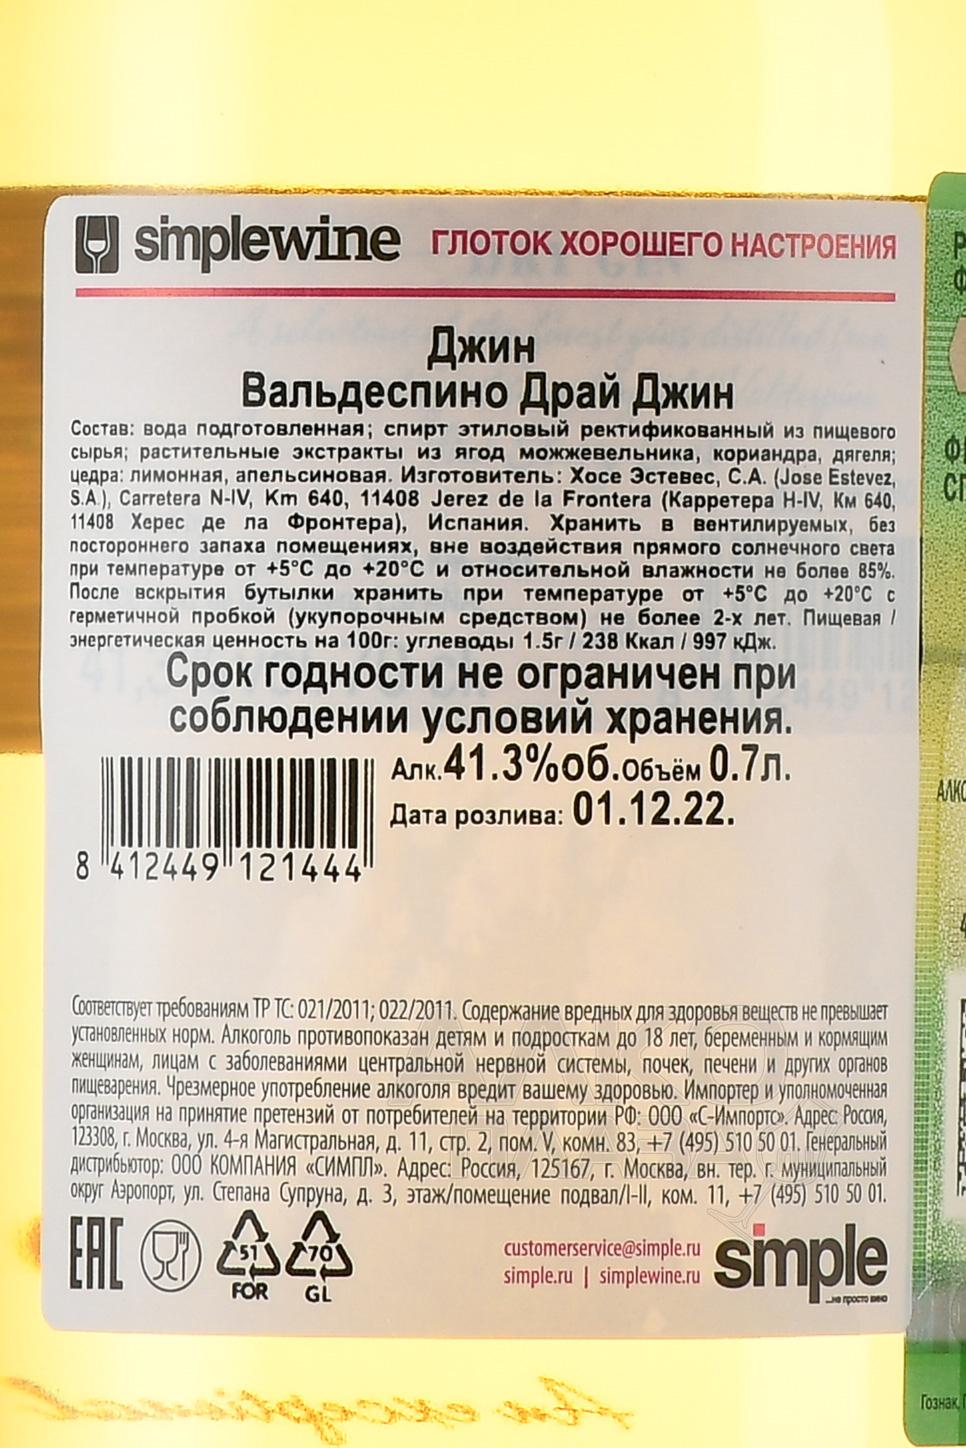 simplewine ГЛОТОК ХОРОШЕГО НАСТРОЕНИЯ
Джин
Вальдеспино Драй Джин
Состав: вода подготовленная; спирт этиловый ректификованный из пищевого
сырья; растительные экстракты из ягод можжевельника, кориандра, дягеля;
цедра: лимонная, апельсиновая. Изготовитель: Хосе Эстевес, С.А. (Jose Estevez,
S.A.), Carretera N-IV, Km 640, 11408 Jerez de la Frontera (Карретера Н-IV, Км 640,
11408 Херес де ла Фронтера), Испания. Хранить в вентилируемых, без
постороннего запаха помещениях, вне воздействия прямого солнечного света
при температуре от +5°C до +20°C и относительной влажности не более 85%.
После вскрытия бутылки хранить при температуре от +5°C до +20°C с
герметичной пробкой (укупорочным средством) не более 2-х лет. Пищевая /
энергетическая ценность на 100г: углеводы 1.5г / 238 Ккал / 997 кДж.
Срок годности не ограничен при
соблюдении условий хранения.
Алк.41.3%об.Объём 0.7л.
Дата розлива: 01.12.22.
8 412449 121444
Соответствует требованиям ТР ТС: 021/2011; 022/2011. Содержание вредных для здоровья веществ не превышает
установленных норм. Алкоголь противопоказан детям и подросткам до 18 лет, беременным и кормящим
женщинам, лицам с заболеваниями центральной нервной системы, почек, печени и других органов
пищеварения. Чрезмерное употребление алкоголя вредит вашему здоровью. Импортер и уполномоченная
организация на принятие претензий от потребителей на территории РФ: ООО «С-Импортс». Адрес: Россия,
123308, г. Москва, ул. 4-я Магистральная, д. 11, стр. 2, пом. V, комн. 83, +7 (495) 510 50 01. Генеральный
дистрибьютор: ООО КОМПАНИЯ «СИМПЛ». Адрес: Россия, 125167, г. Москва, вн. тер. г. муниципальный
округ Аэропорт, ул. Степана Супруна, д. 3, этаж/помещение подвал/I-II, ком. 11, +7 (495) 510 50 01.
EAC 51 FOR 70 GL
customerservice@simple.ru
simple.ru | simplewine.ru
simple
...не просто вино
Гознак,